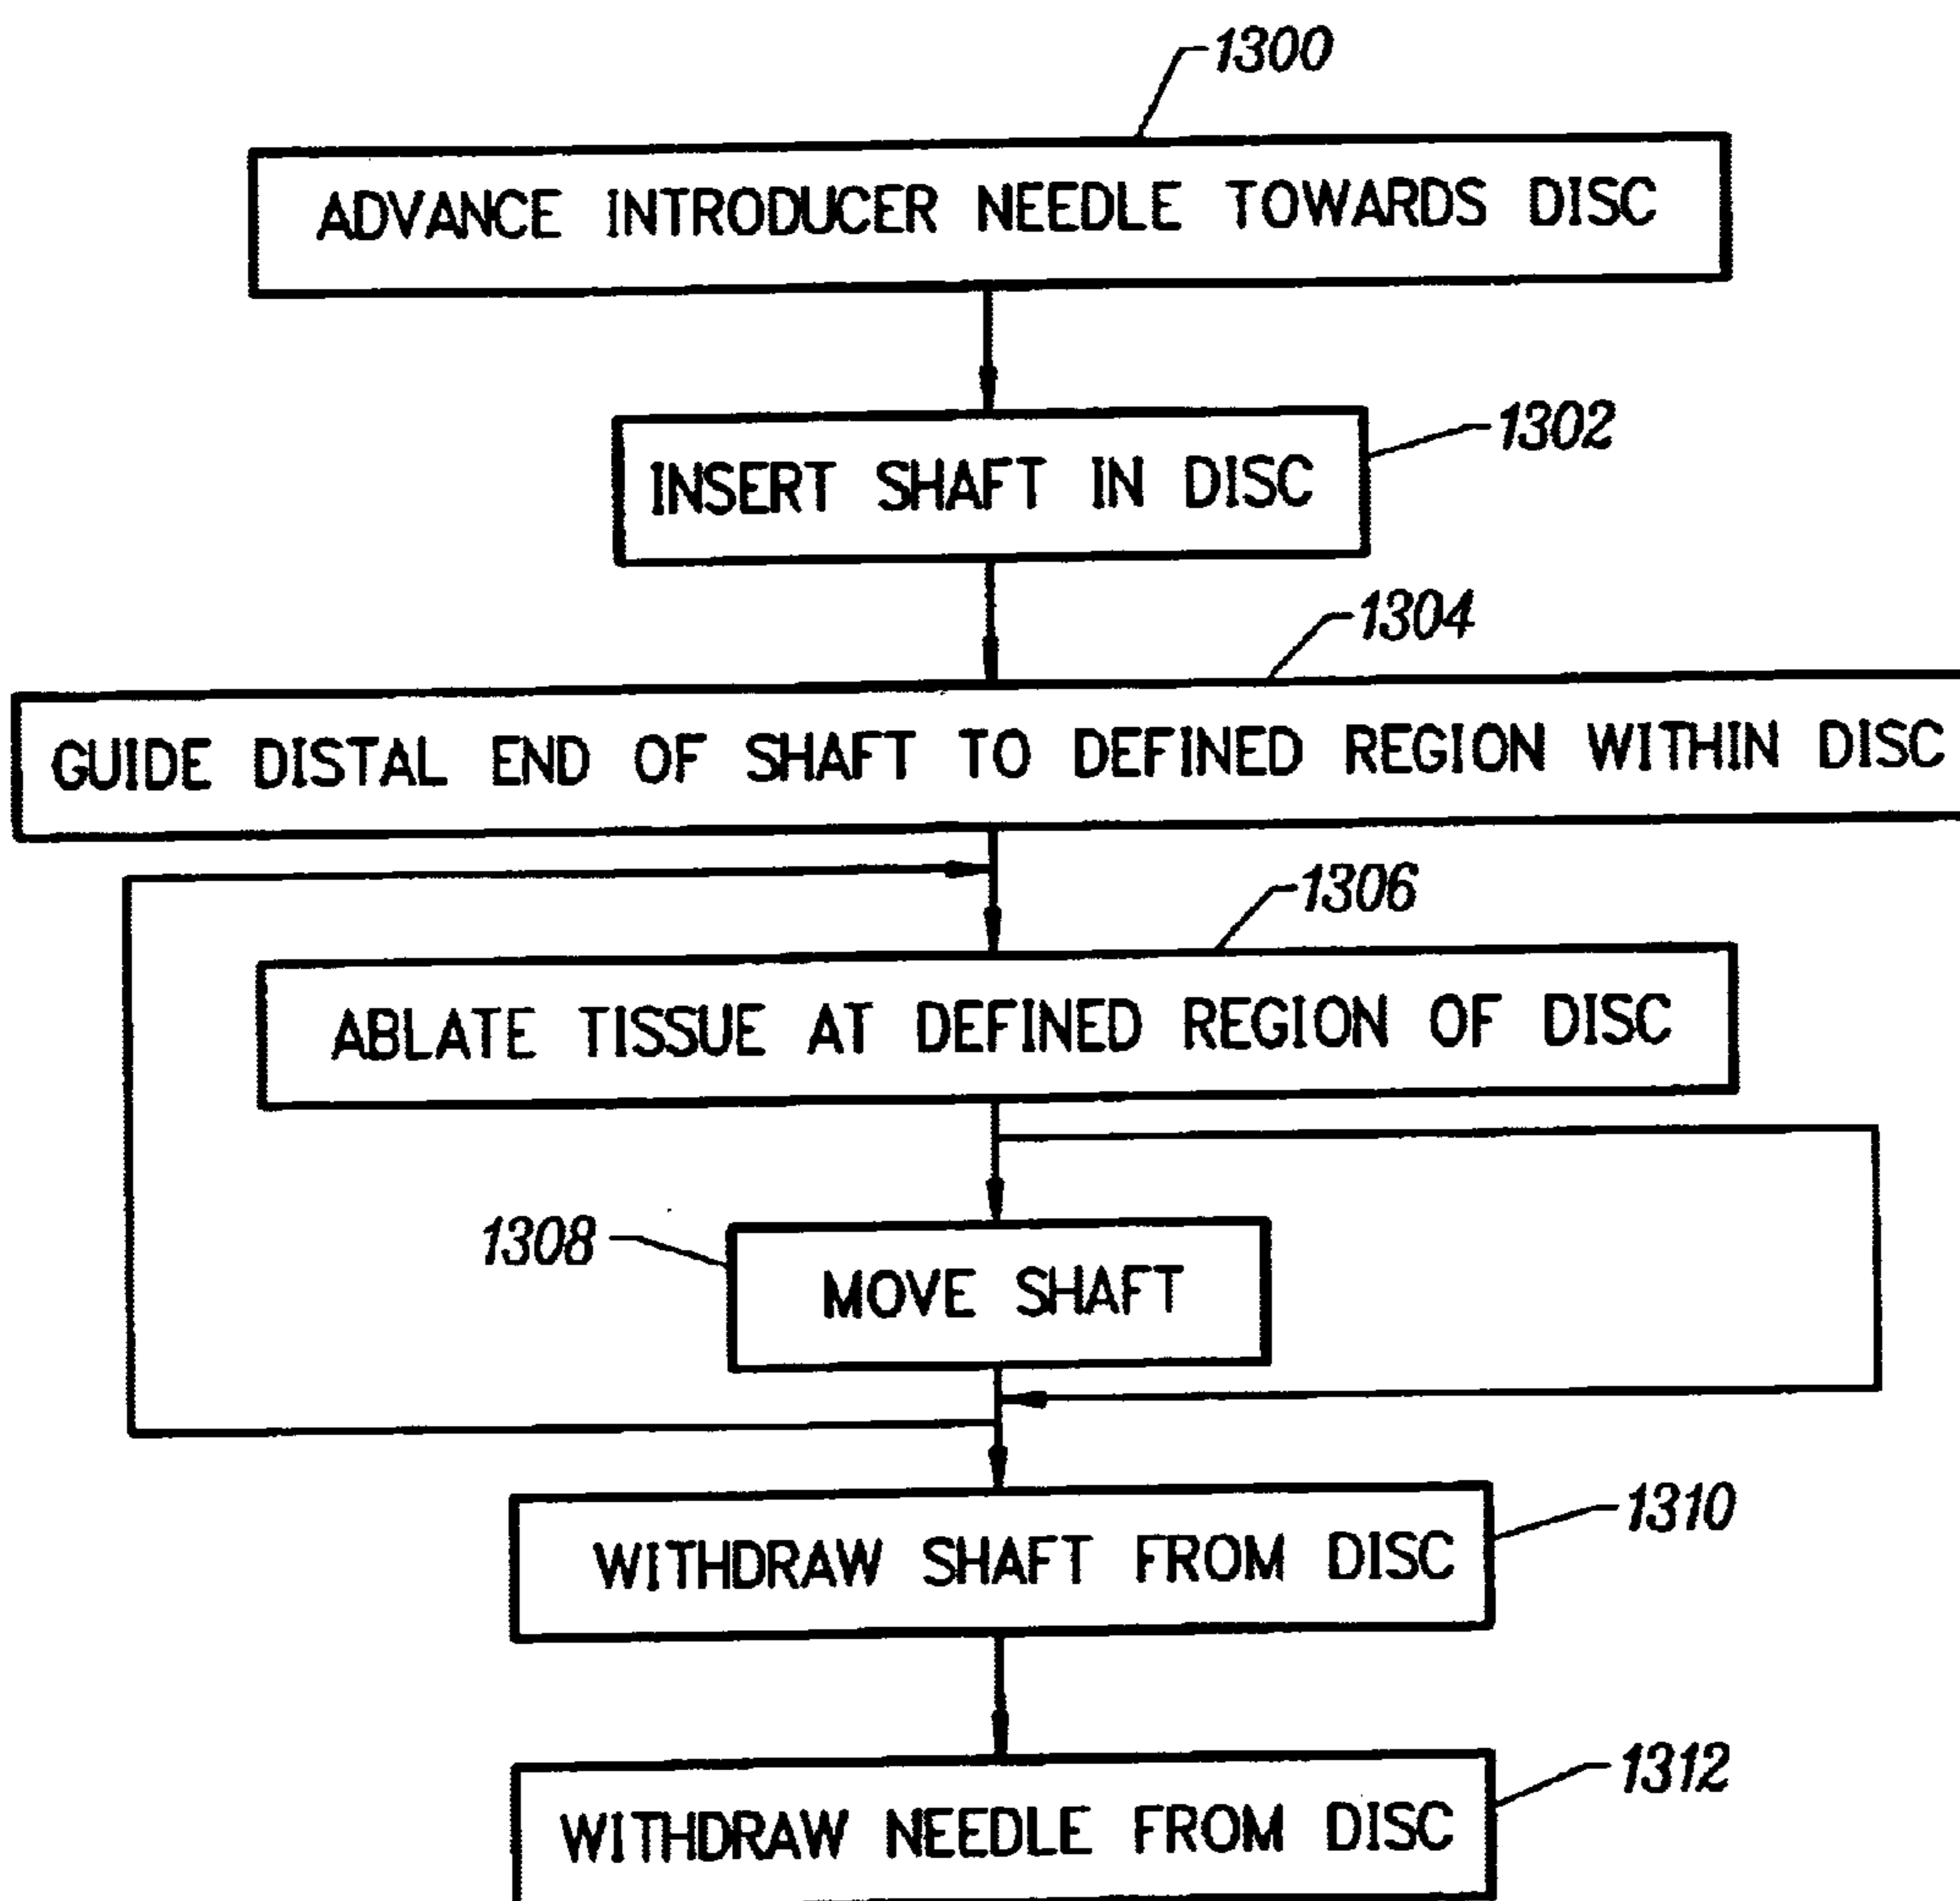 1300
ADVANCE INTRODUCER NEEDLE TOWARDS DISC
1302
INSERT SHAFT IN DISC
1304
GUIDE DISTAL END OF SHAFT TO DEFINED REGION WITHIN DISC
1306
ABLATE TISSUE AT DEFINED REGION OF DISC
1308
MOVE SHAFT
1310
WITHDRAW SHAFT FROM DISC
1312
WITHDRAW NEEDLE FROM DISC